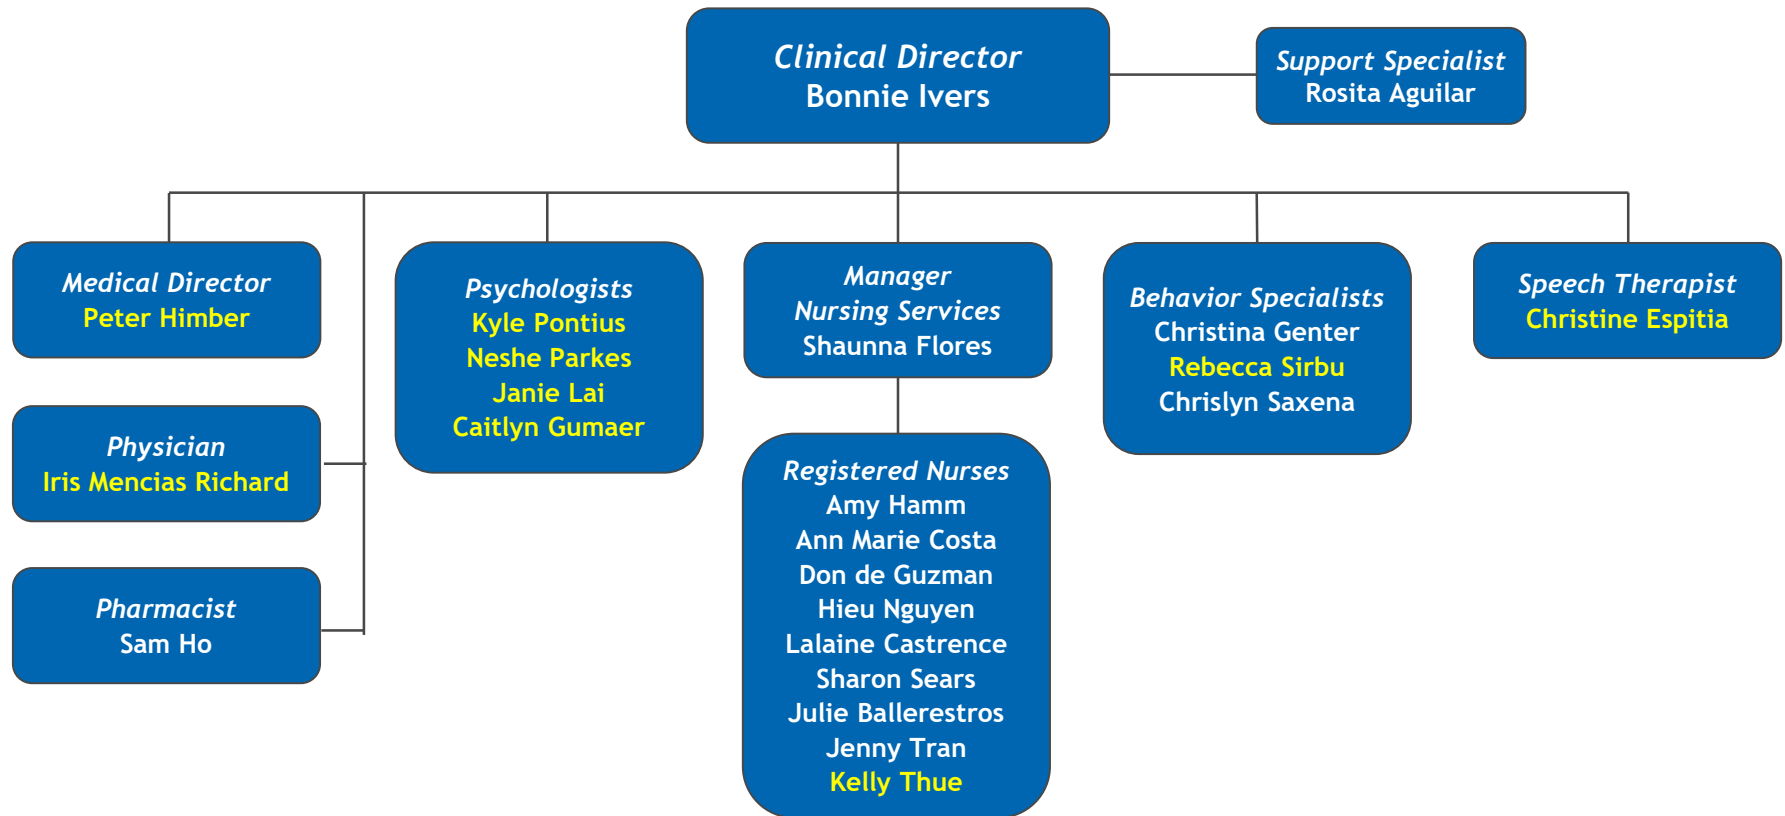 Clinical Director
Bonnie Ivers
Support Specialist
Rosita Aguilar
Medical Director
Peter Himber
Physician
Iris Mencias Richard
Pharmacist
Sam Ho
Psychologists
Kyle Pontius
Neshe Parkes
Janie Lai
Caitlyn Gumaer
Manager
Nursing Services
Shaunna Flores
Registered Nurses
Amy Hamm
Ann Marie Costa
Don de Guzman
Hieu Nguyen
Lalaine Castrence
Sharon Sears
Julie Ballerestros
Jenny Tran
Kelly Thue
Behavior Specialists
Christina Genter
Rebecca Sirbu
Chrislyn Saxena
Speech Therapist
Christine Espitia